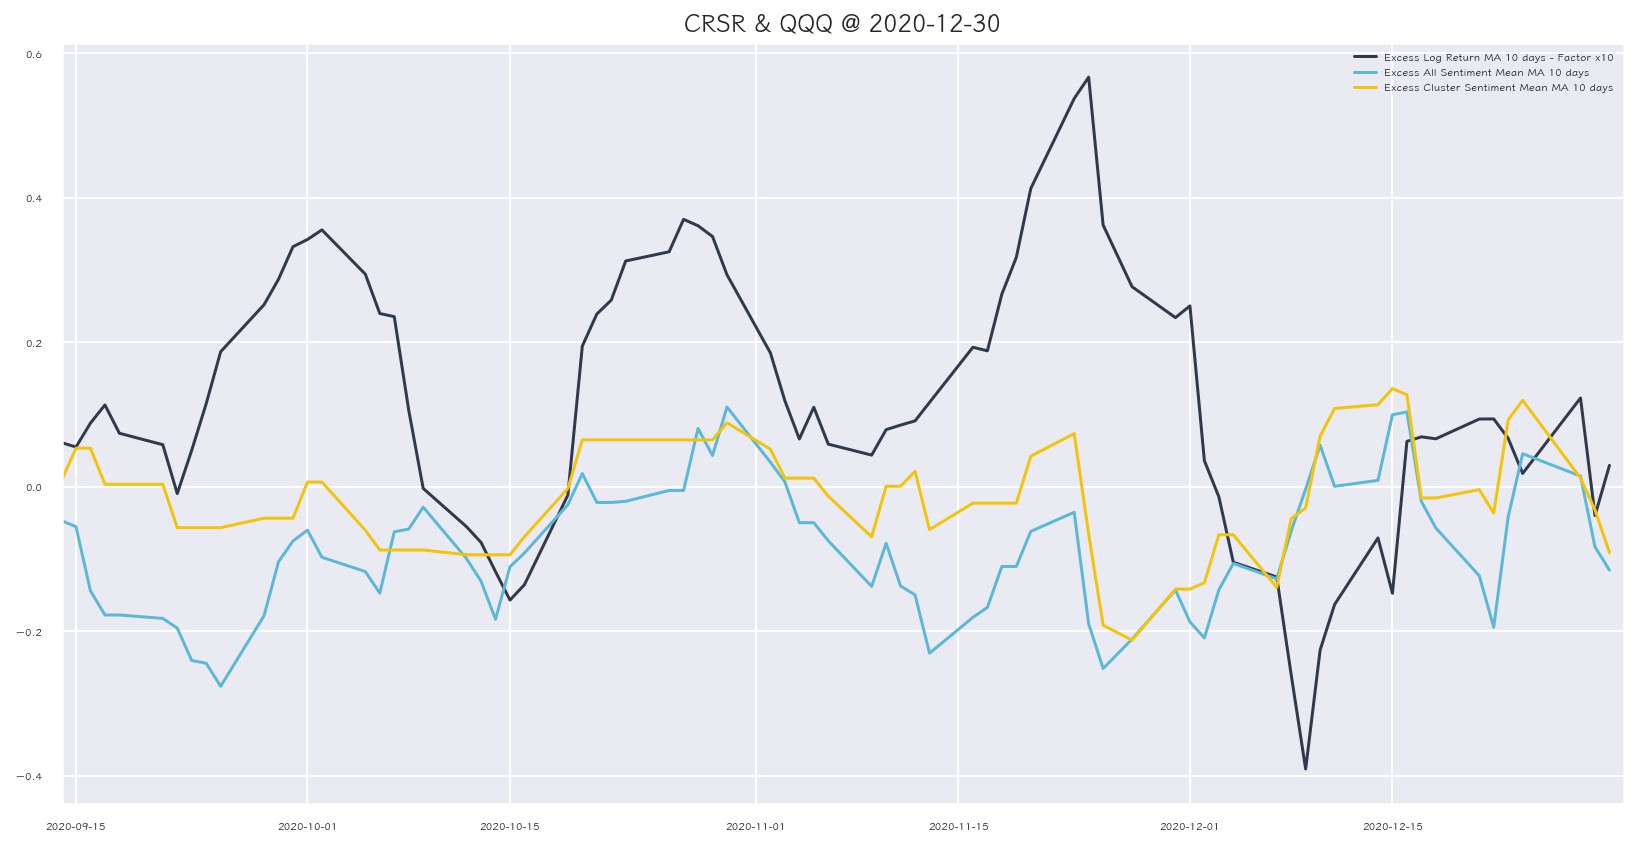 CRSR & QQQ @ 2020-12-30
Excess Log Return MA 10 days - Factor x10
Excess All Sentiment Mean MA 10 days
Excess Cluster Sentiment Mean MA 10 days
0.6
0.4
0.2
0.0
−0.2
−0.4
2020-09-15 2020-10-01 2020-10-15 2020-11-01 2020-11-15 2020-12-01 2020-12-15